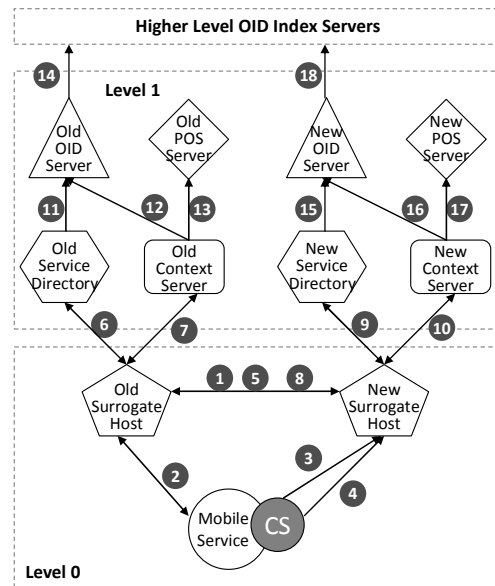 Higher Level OID Index Servers
14
18
Level 1
Old
OID
Server
Old
POS
Server
New
OID
Server
New
POS
Server
11
12
13
15
16
17
Old
Service
Directory
Old
Context
Server
New
Service
Directory
New
Context
Server
6
7
9
10
Old
Surrogate
Host
1
5
8
New
Surrogate
Host
2
3
4
Mobile
Service
CS
Level 0